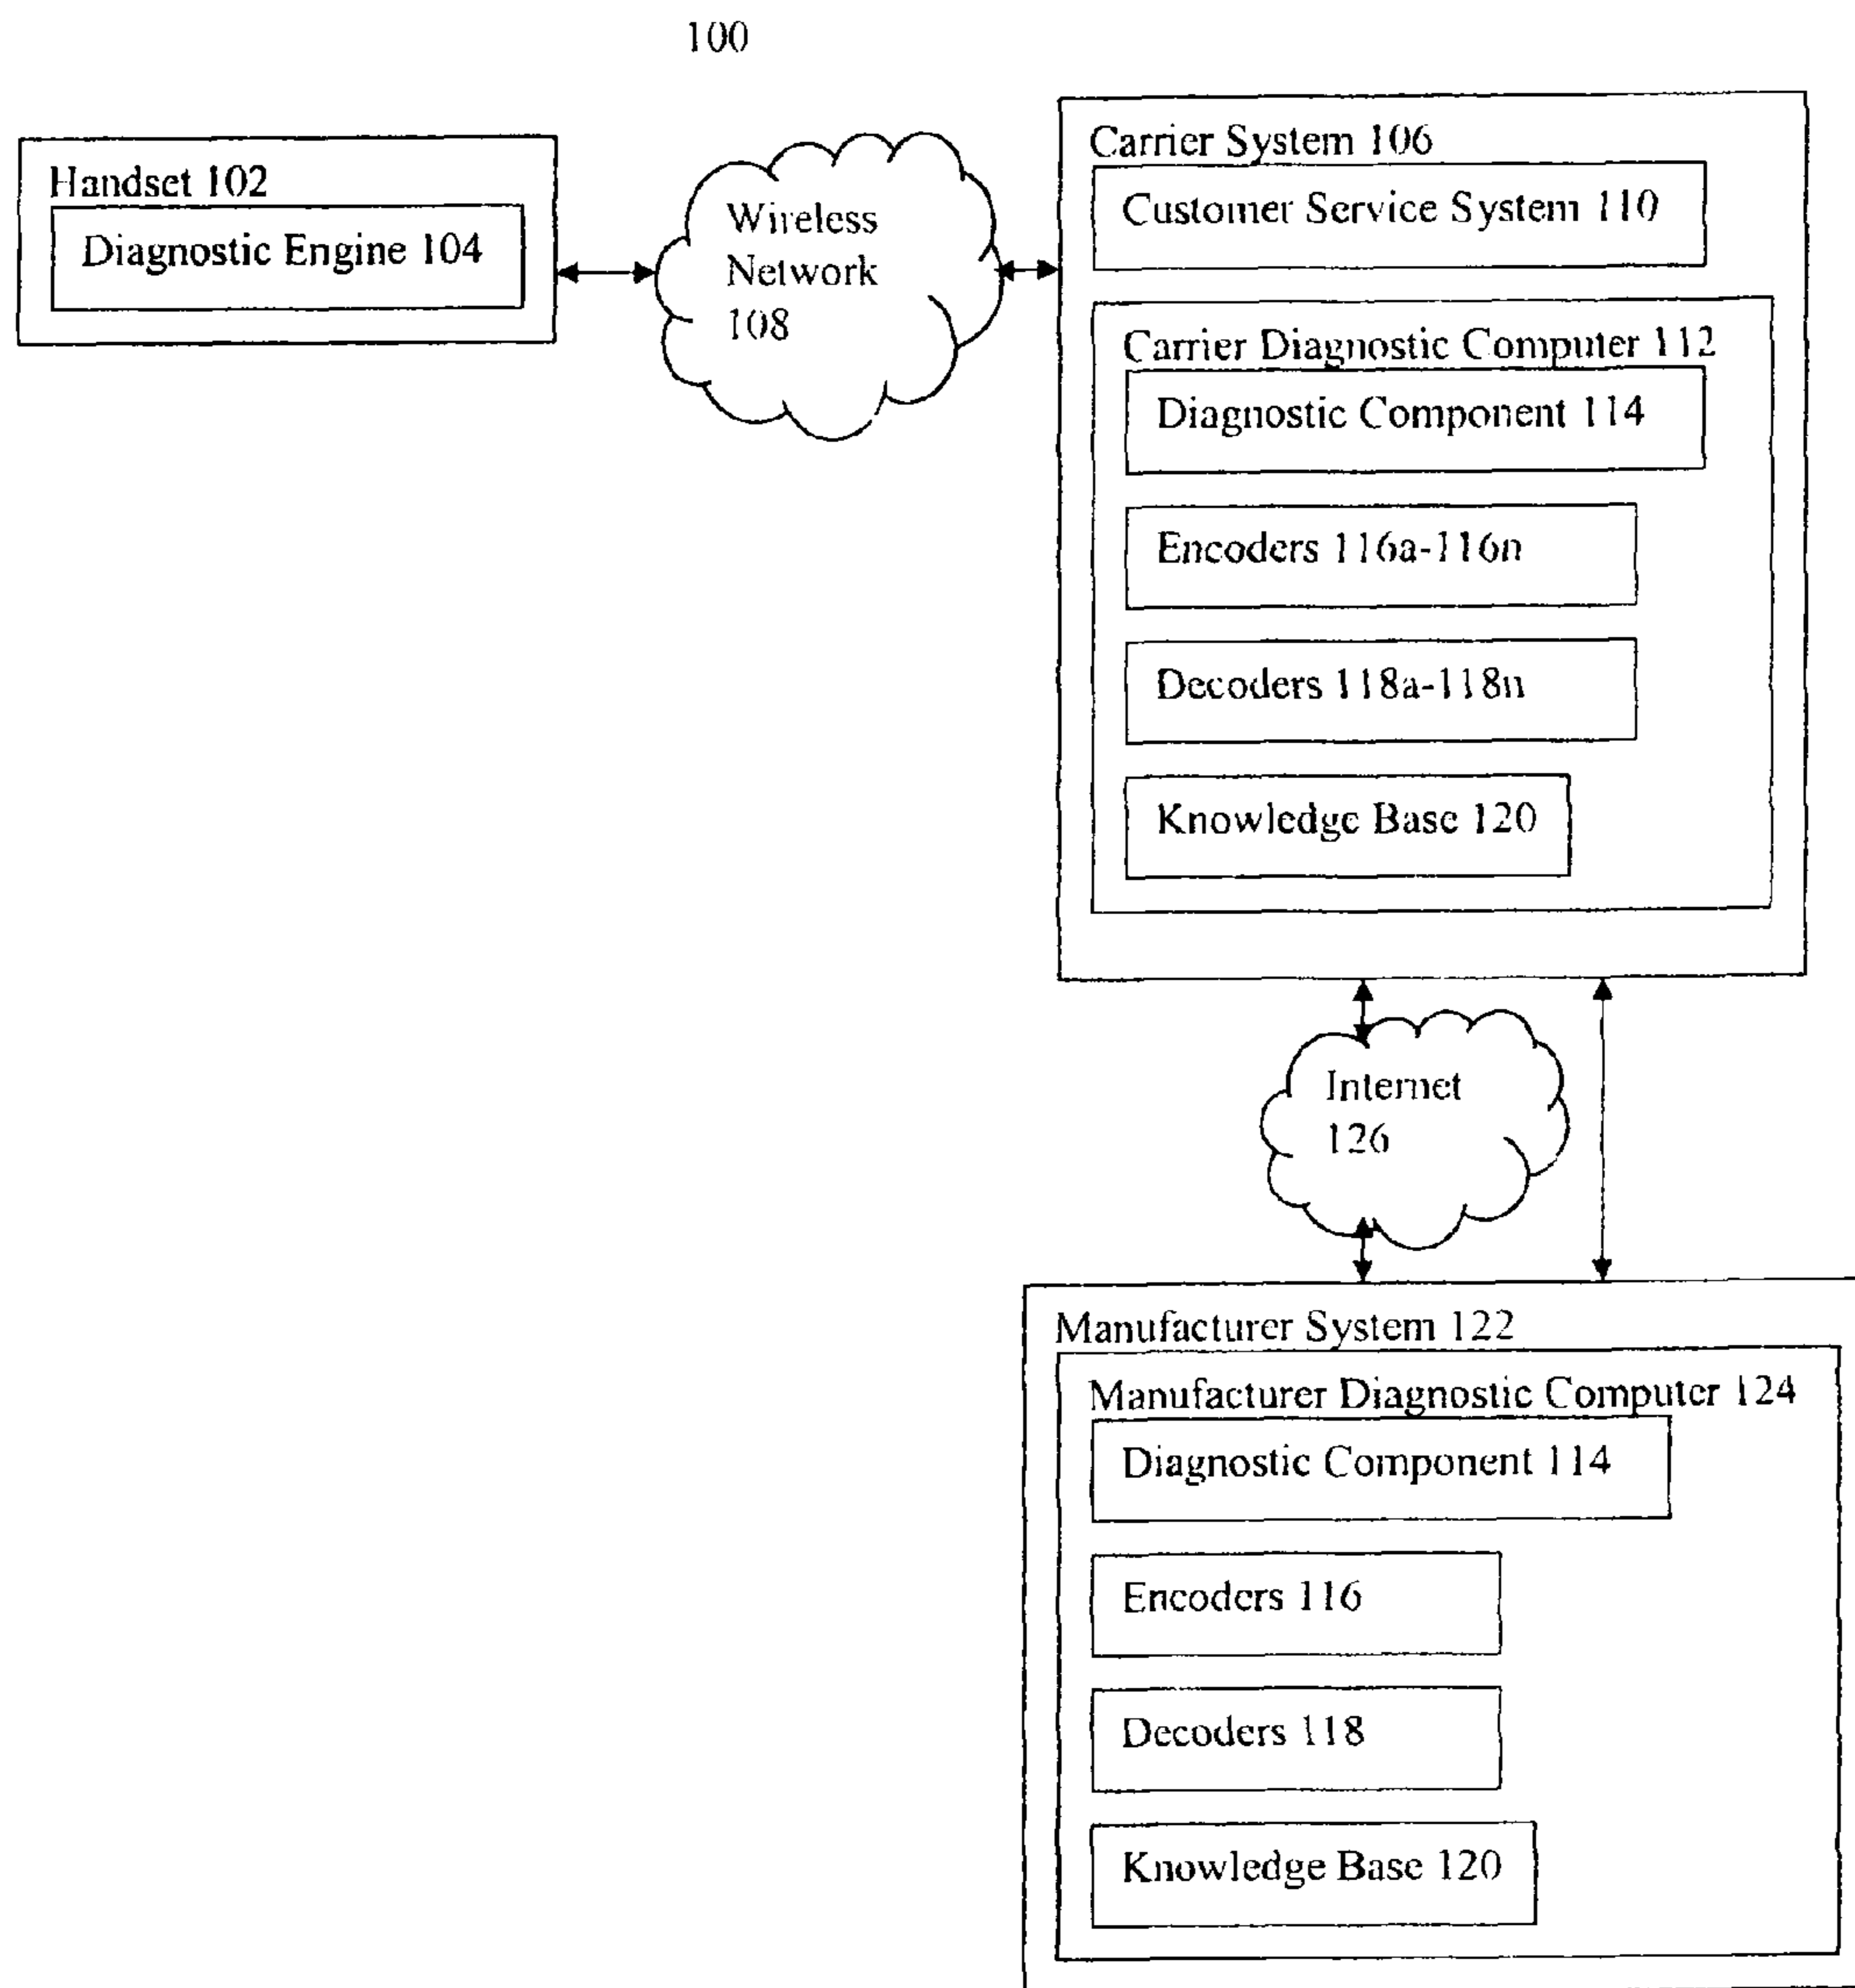 100
Handset 102
Diagnostic Engine 104
Wireless
Network
108
Carrier System 106
Customer Service System 110
Carrier Diagnostic Computer 112
Diagnostic Component 114
Encoders 116a-116n
Decoders 118a-118n
Knowledge Base 120
Internet
126
Manufacturer System 122
Manufacturer Diagnostic Computer 124
Diagnostic Component 114
Encoders 116
Decoders 118
Knowledge Base 120